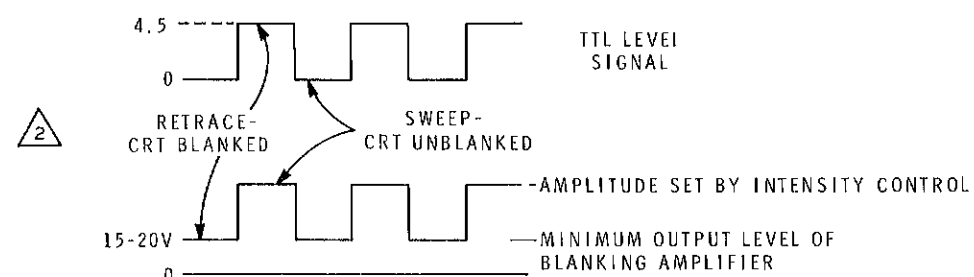 4.5
TTL LEVEL
SIGNAL
0
2
RETRACE-
CRT BLANKED
SWEEP-
CRT UNBLANKED
AMPLITUDE SET BY INTENSITY CONTROL
15-20V
MINIMUM OUTPUT LEVEL OF
BLANKING AMPLIFIER
0